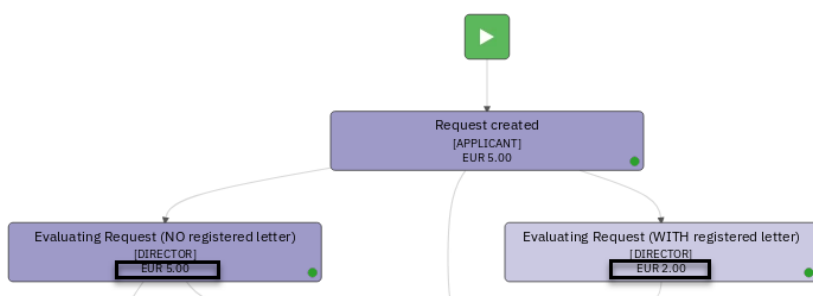 Request created
[APPLICANT]
EUR 5.00
Evaluating Request (NO registered letter)
[DIRECTOR]
EUR 5.00
Evaluating Request (WITH registered letter)
[DIRECTOR]
EUR 2.00